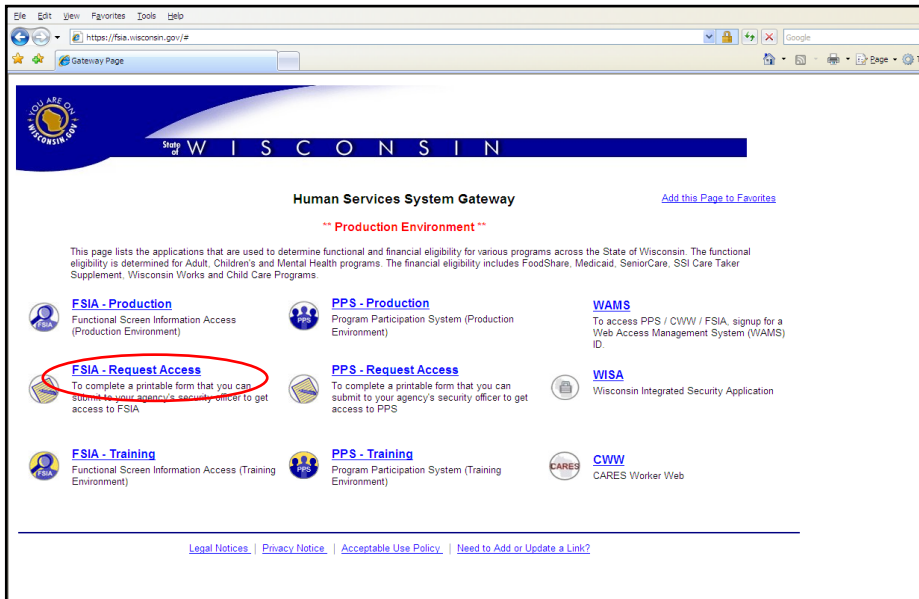 File Edit View Favorites Tools Help
https://fsia.wisconsin.gov/#
Google
Gateway Page
Page
YOU ARE ON
WISCONSIN.GOV
State of WISCONSIN
Human Services System Gateway
Add this Page to Favorites
** Production Environment **
This page lists the applications that are used to determine functional and financial eligibility for various programs across the State of Wisconsin. The functional
eligibility is determined for Adult, Children's and Mental Health programs. The financial eligibility includes FoodShare, Medicaid, SeniorCare, SSI Care Taker
Supplement, Wisconsin Works and Child Care Programs.
FSIA
FSIA - Production
Functional Screen Information Access
(Production Environment)
PPS
PPS - Production
Program Participation System (Production
Environment)
WAMS
To access PPS / CWW / FSIA, signup for a
Web Access Management System (WAMS)
ID.
FSIA - Request Access
To complete a printable form that you can
submit to your agency's security officer to get
access to FSIA
PPS - Request Access
To complete a printable form that you can
submit to your agency's security officer to get
access to PPS
WISA
Wisconsin Integrated Security Application
FSIA
FSIA - Training
Functional Screen Information Access (Training
Environment)
PPS
PPS - Training
Program Participation System (Training
Environment)
CARES
CWW
CARES Worker Web
Legal Notices | Privacy Notice | Acceptable Use Policy | Need to Add or Update a Link?